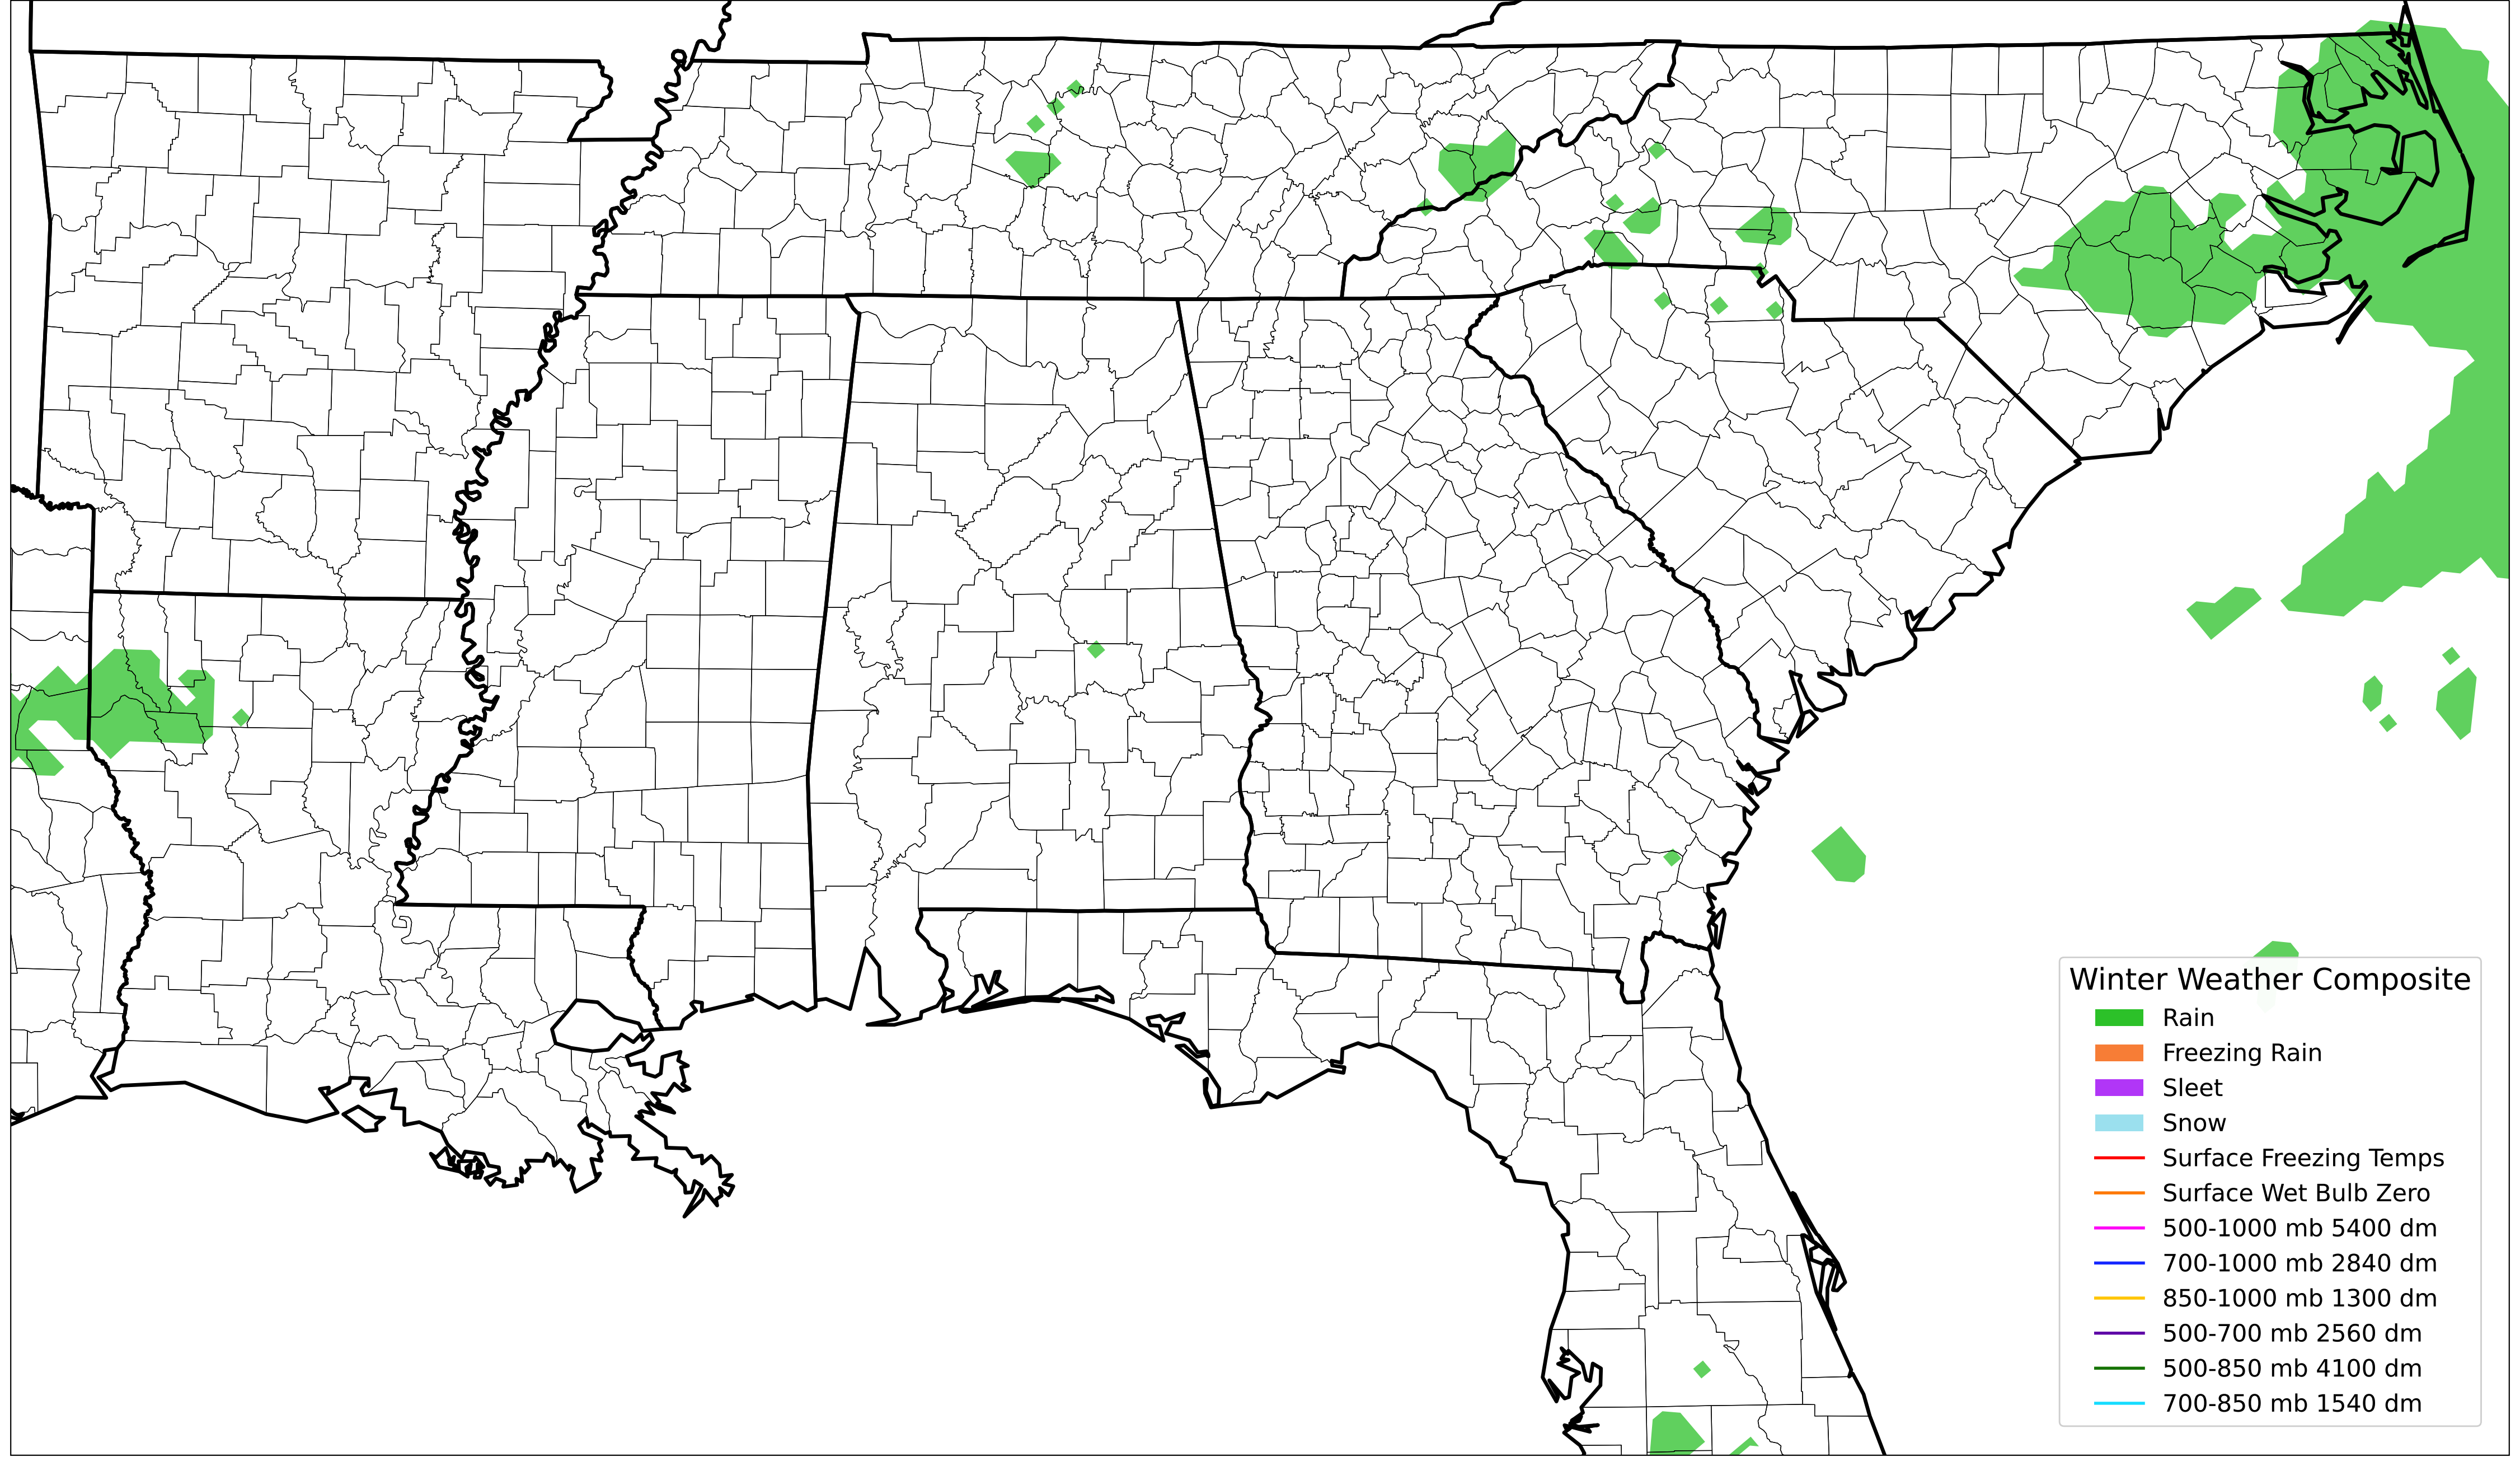 Winter Weather Composite
Rain
Freezing Rain
Sleet
Snow
Surface Freezing Temps
Surface Wet Bulb Zero
500-1000 mb 5400 dm
700-1000 mb 2840 dm
850-1000 mb 1300 dm
500-700 mb 2560 dm
500-850 mb 4100 dm
700-850 mb 1540 dm